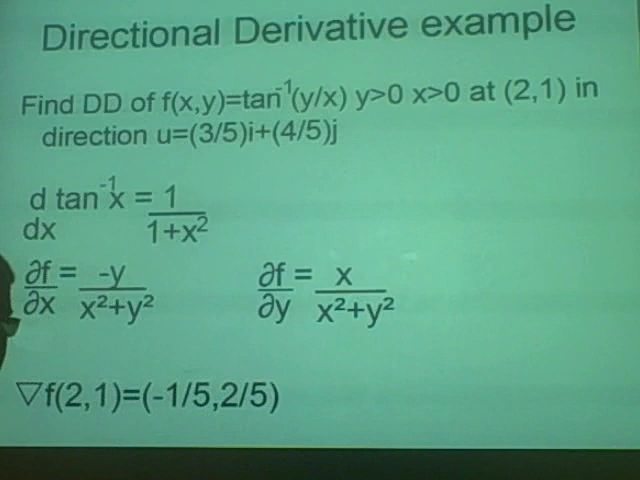 Directional Derivative example
Find DD of f(x,y)=tan⁻¹(y/x) y>0 x>0 at (2,1) in
direction u=(3/5)i+(4/5)j
d tan⁻¹x = 1
dx 1+x²
∂f = -y ∂f = x
∂x x²+y² ∂y x²+y²
▽f(2,1)=(-1/5,2/5)